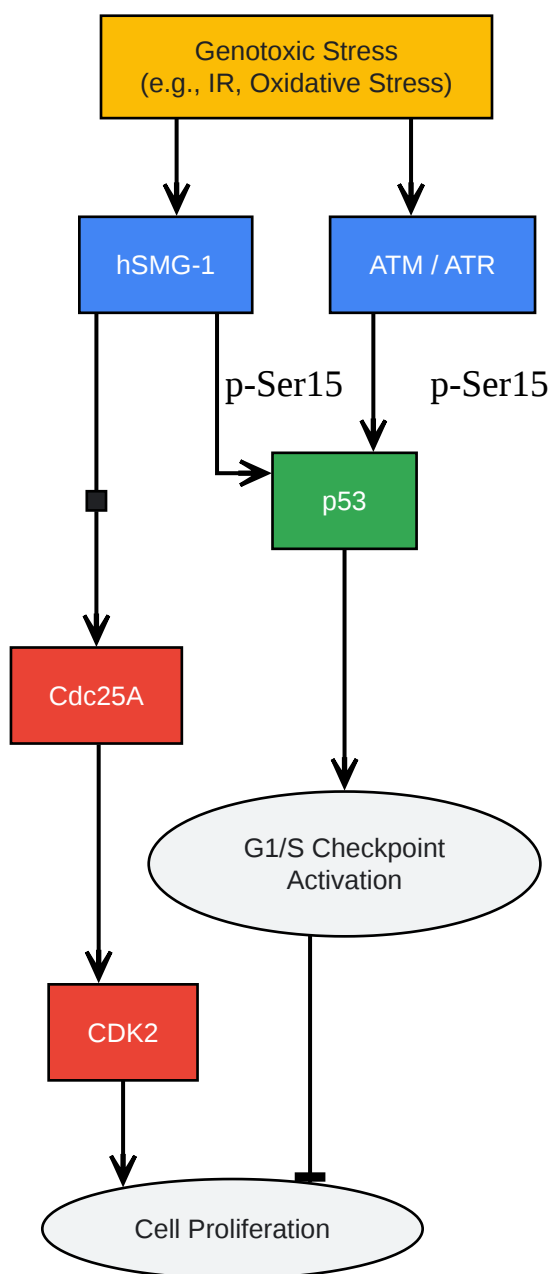 Genotoxic Stress
(e.g., IR, Oxidative Stress)
hSMG-1
ATM / ATR
p-Ser15
p-Ser15
p53
Cdc25A
G1/S Checkpoint
Activation
CDK2
Cell Proliferation